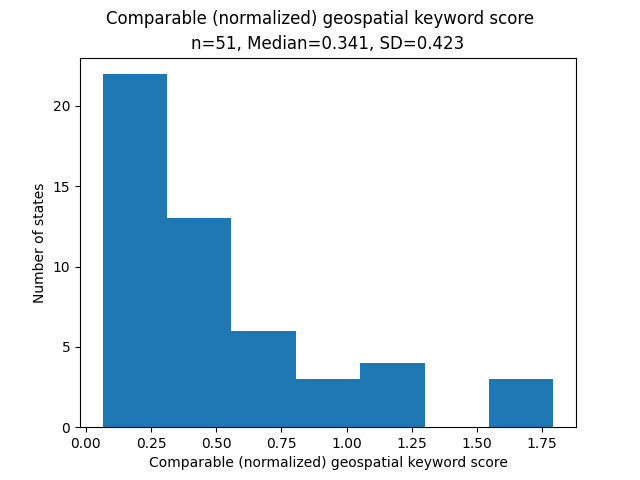 Comparable (normalized) geospatial keyword score
n=51, Median=0.341, SD=0.423
Number of states
20
15
10
5
0
0.00 0.25 0.50 0.75 1.00 1.25 1.50 1.75
Comparable (normalized) geospatial keyword score